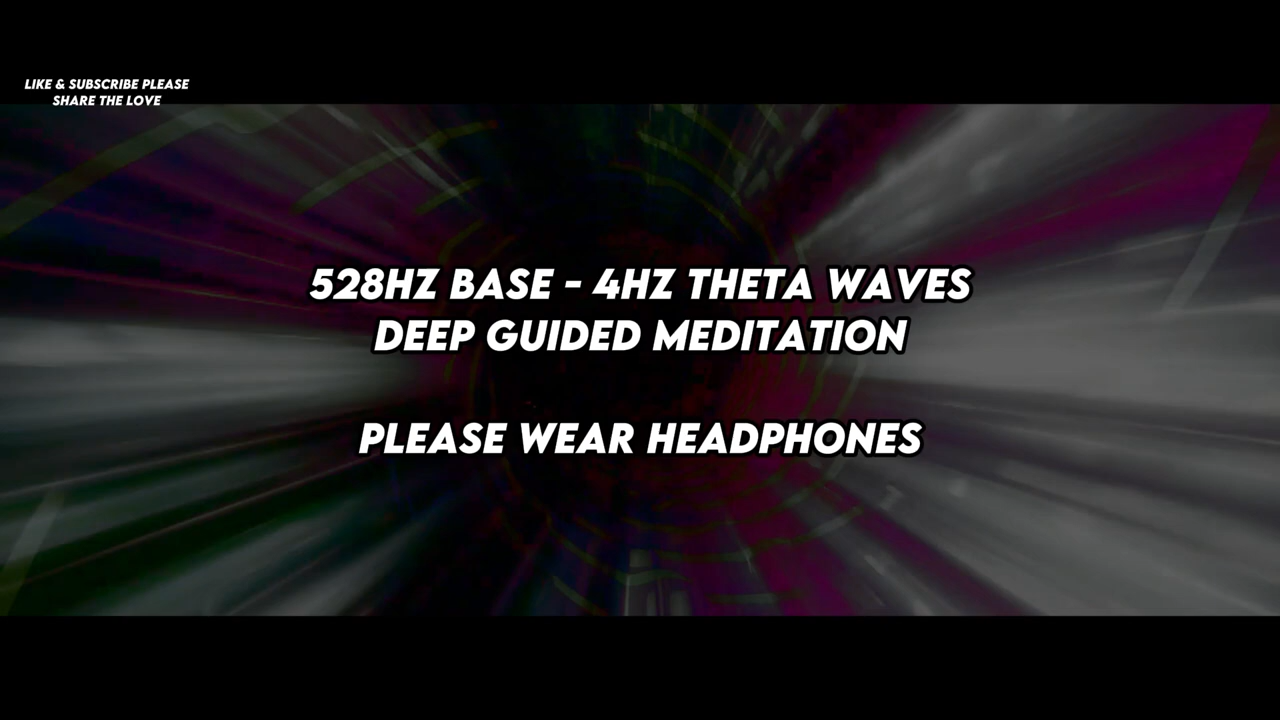 LIKE & SUBSCRIBE PLEASE
SHARE THE LOVE
528HZ BASE - 4HZ THETA WAVES
DEEP GUIDED MEDITATION
PLEASE WEAR HEADPHONES